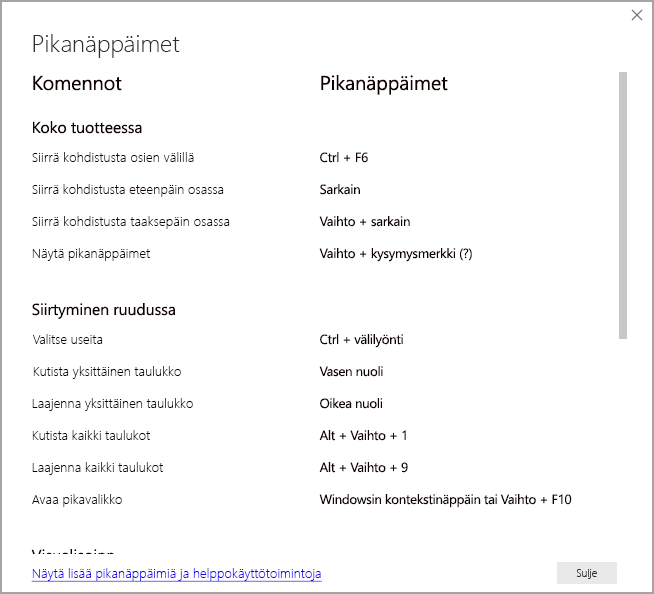 Pikanäppäimet
Komennot Pikanäppäimet
Koko tuotteessa
Siirrä kohdistusta osien välillä Ctrl + F6
Siirrä kohdistusta eteenpäin osassa Sarkain
Siirrä kohdistusta taaksepäin osassa Vaihto + sarkain
Näytä pikanäppäimet Vaihto + kysymysmerkki (?)
Siirtyminen ruudussa
Valitse useita Ctrl + välilyönti
Kutista yksittäinen taulukko Vasen nuoli
Laajenna yksittäinen taulukko Oikea nuoli
Kutista kaikki taulukot Alt + Vaihto + 1
Laajenna kaikki taulukot Alt + Vaihto + 9
Avaa pikavalikko Windowsin kontekstinäppäin tai Vaihto + F10
Näytä lisää pikanäppäimiä ja helppokäyttötoimintoja Sulje